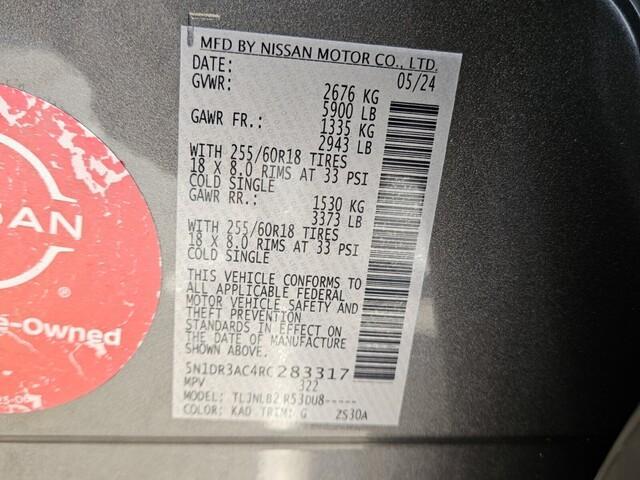 MFD BY NISSAN MOTOR CO., LTD.
DATE: 05/24
GVWR: 2676 KG
5900 LB
GAWR FR.: 1335 KG
2943 LB
WITH 255/60R18 TIRES
18 X 8.0 RIMS AT 33 PSI
COLD SINGLE
GAWR RR.: 1530 KG
3373 LB
WITH 255/60R18 TIRES
18 X 8.0 RIMS AT 33 PSI
COLD SINGLE
THIS VEHICLE CONFORMS TO
ALL APPLICABLE FEDERAL
MOTOR VEHICLE SAFETY AND
THEFT PREVENTION
STANDARDS IN EFFECT ON
THE DATE OF MANUFACTURE
SHOWN ABOVE.
5N1DR3AC4RC283317
MPV 322
MODEL: TLJNLB2 R53DU8-----
COLOR: KAD TRIM: G ZS30A
SSAN
®
e-Owned